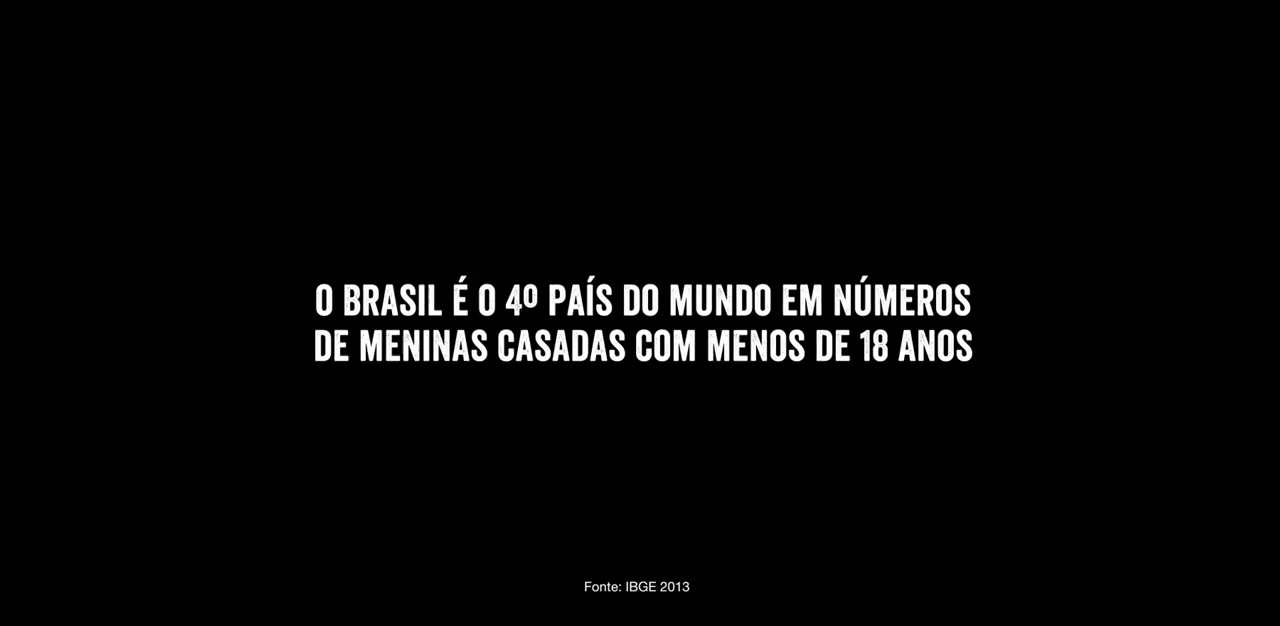 O BRASIL É O 4º PAÍS DO MUNDO EM NÚMEROS
DE MENINAS CASADAS COM MENOS DE 18 ANOS
Fonte: IBGE 2013